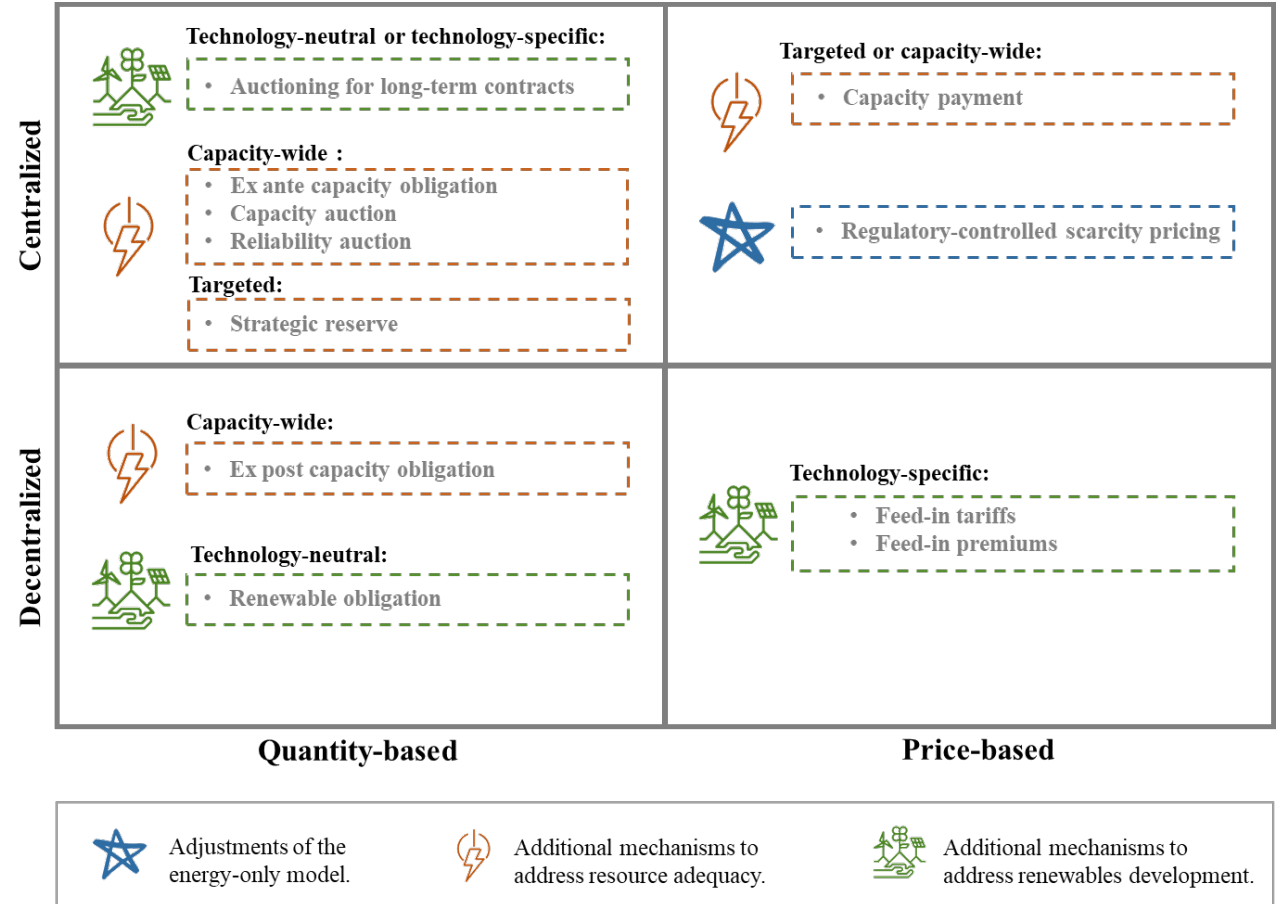 Centralized
Technology-neutral or technology-specific:
• Auctioning for long-term contracts
Capacity-wide :
• Ex ante capacity obligation
• Capacity auction
• Reliability auction
Targeted:
• Strategic reserve
Targeted or capacity-wide:
• Capacity payment
• Regulatory-controlled scarcity pricing
Decentralized
Capacity-wide:
• Ex post capacity obligation
Technology-neutral:
• Renewable obligation
Technology-specific:
• Feed-in tariffs
• Feed-in premiums
Quantity-based
Price-based
Adjustments of the
energy-only model.
Additional mechanisms to
address resource adequacy.
Additional mechanisms to
address renewables development.